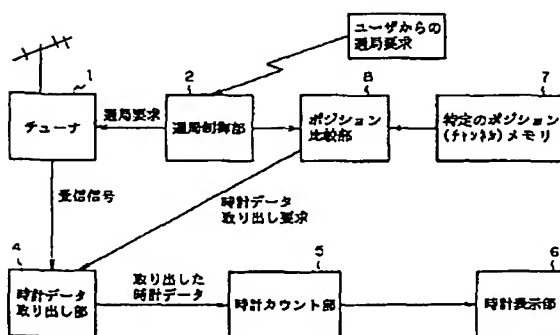 ユーザからの
選局要求
1
2
8
7
チューナ
選局要求
選局制御部
ポジション
比較部
特定のポジション
(チャンネル)メモリ
受信信号
時計データ
取り出し要求
4
5
6
時計データ
取り出し部
取り出した
時計データ
時計カウント部
時計表示部